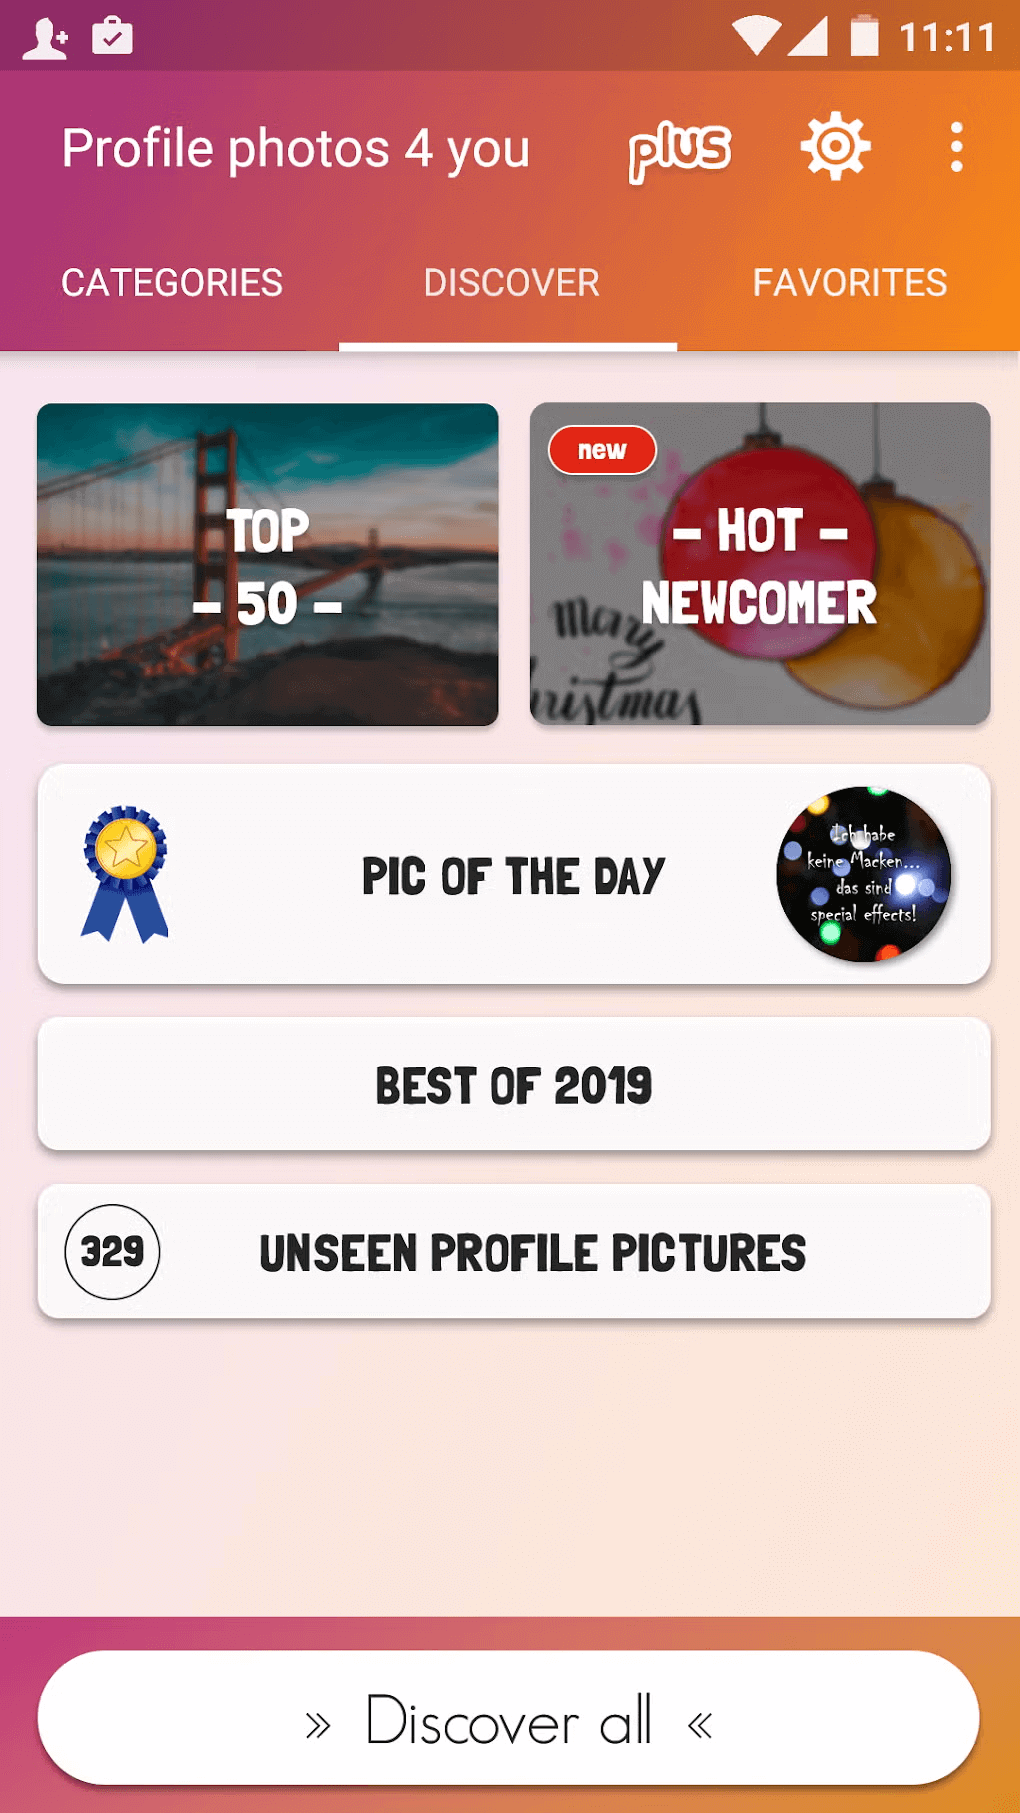 11:11
Profile photos 4 you
plus
CATEGORIES
DISCOVER
FAVORITES
TOP
– 50 –
new
– HOT –
NEWCOMER
Merry
hristmas
PIC OF THE DAY
Ich habe
keine Macken...
das sind
special effects!
BEST OF 2019
329
UNSEEN PROFILE PICTURES
» Discover all «